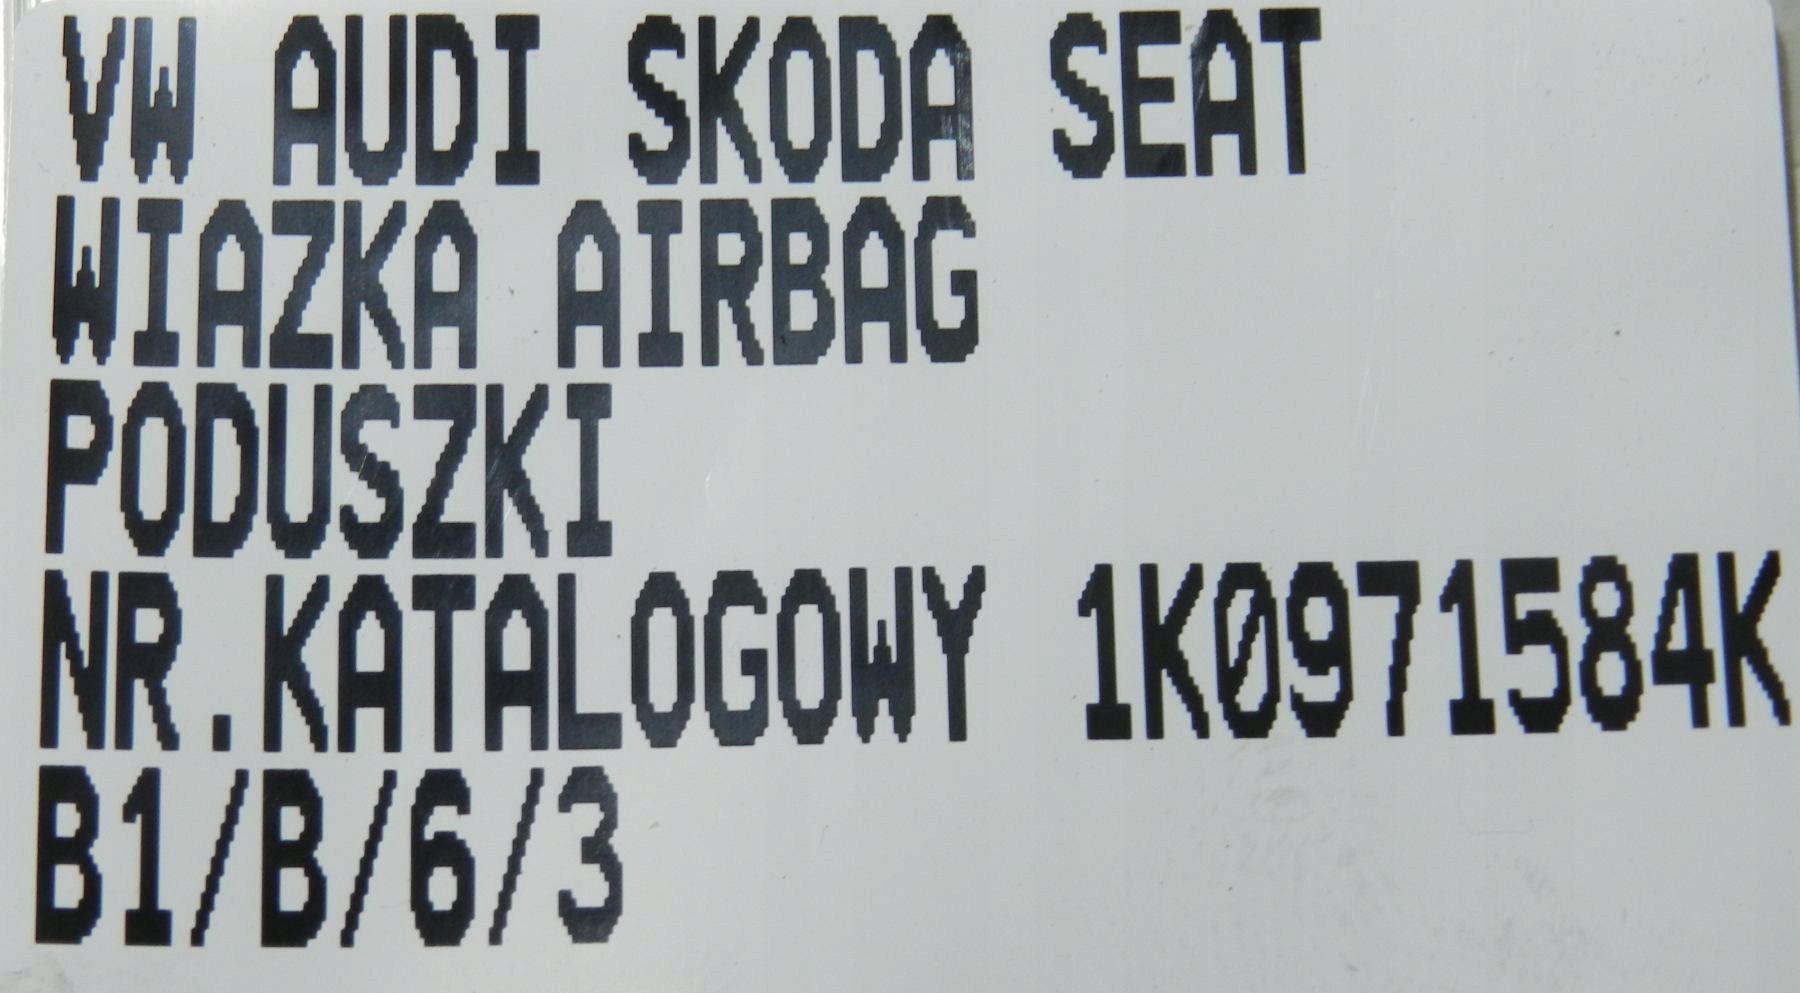 VW AUDI SKODA SEAT
WIAZKA AIRBAG
PODUSZKI
NR.KATALOGOWY 1K0971584K
B1/B/6/3